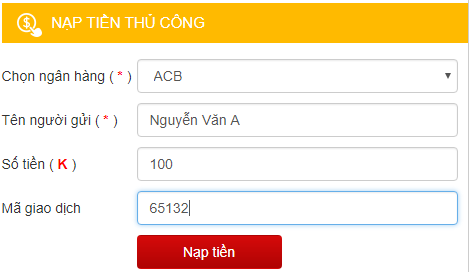 NẠP TIỀN THỦ CÔNG
Chọn ngân hàng ( * ) ACB
Tên người gửi ( * ) Nguyễn Văn A
Số tiền ( K ) 100
Mã giao dịch 65132
Nạp tiền